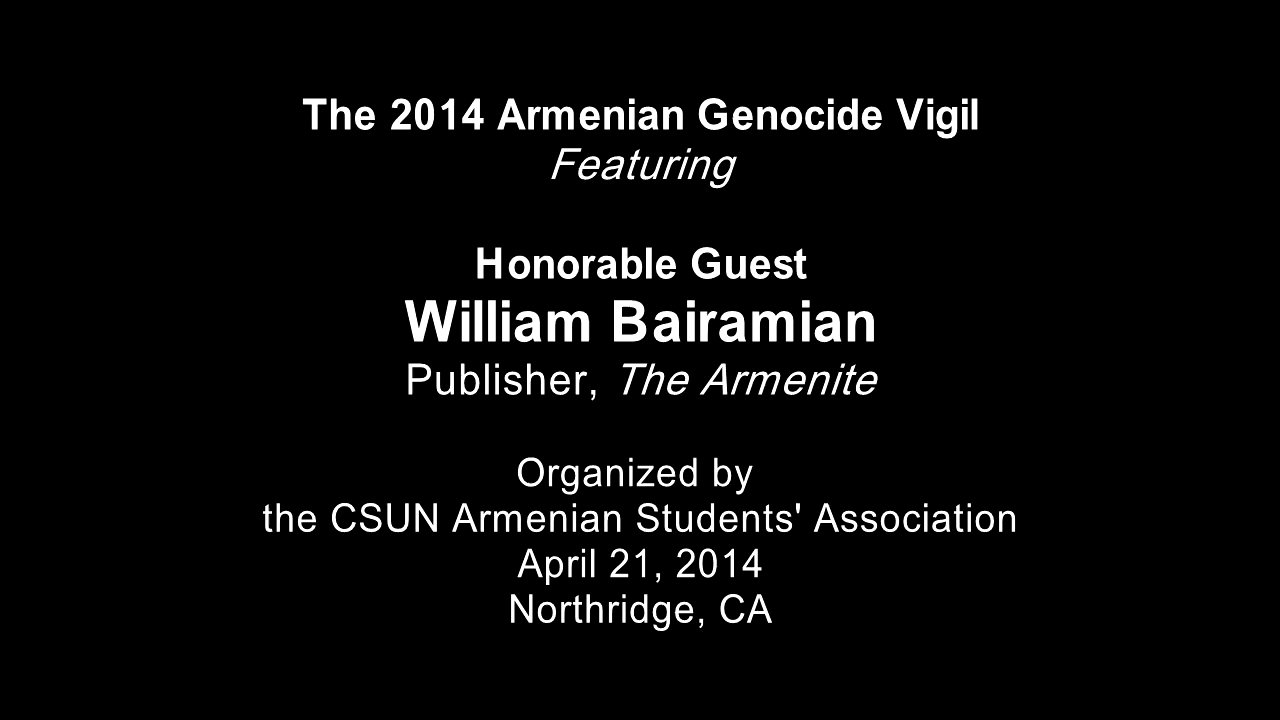 The 2014 Armenian Genocide Vigil
Featuring
Honorable Guest
William Bairamian
Publisher, The Armenite
Organized by
the CSUN Armenian Students' Association
April 21, 2014
Northridge, CA